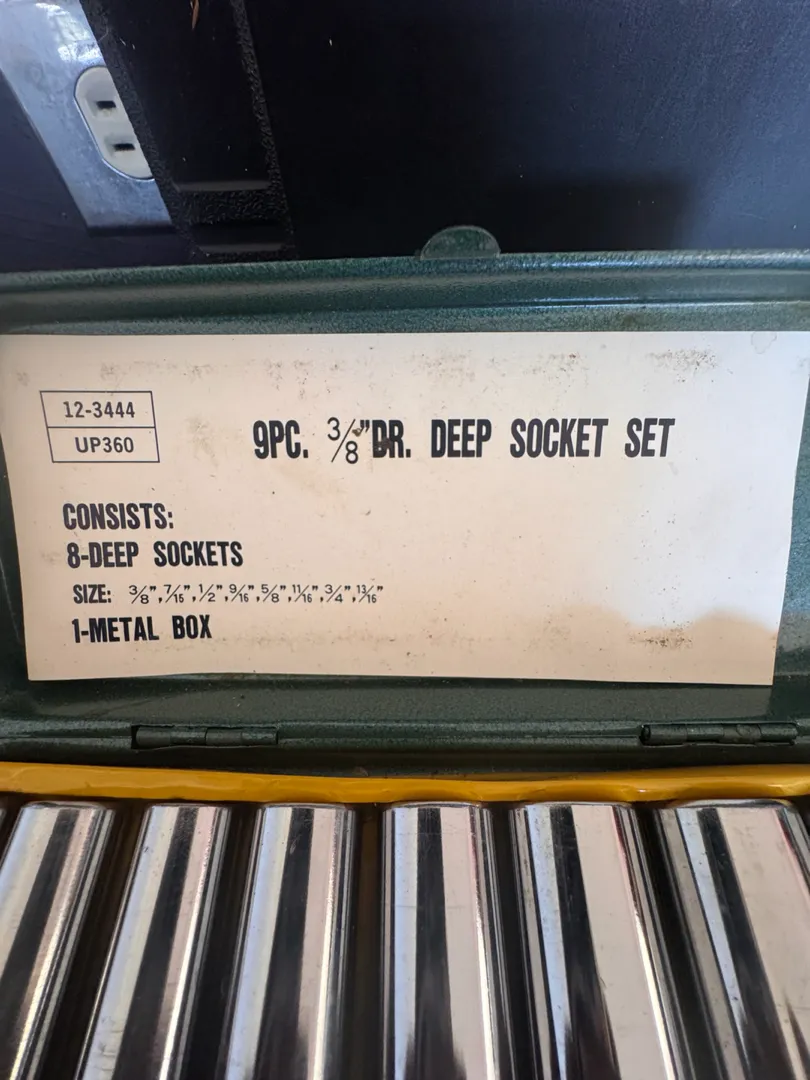 12-3444
UP360
9PC. 3/8" DR. DEEP SOCKET SET
CONSISTS:
8-DEEP SOCKETS
SIZE: 3/8", 7/16", 1/2", 9/16", 5/8", 11/16", 3/4", 13/16"
1-METAL BOX